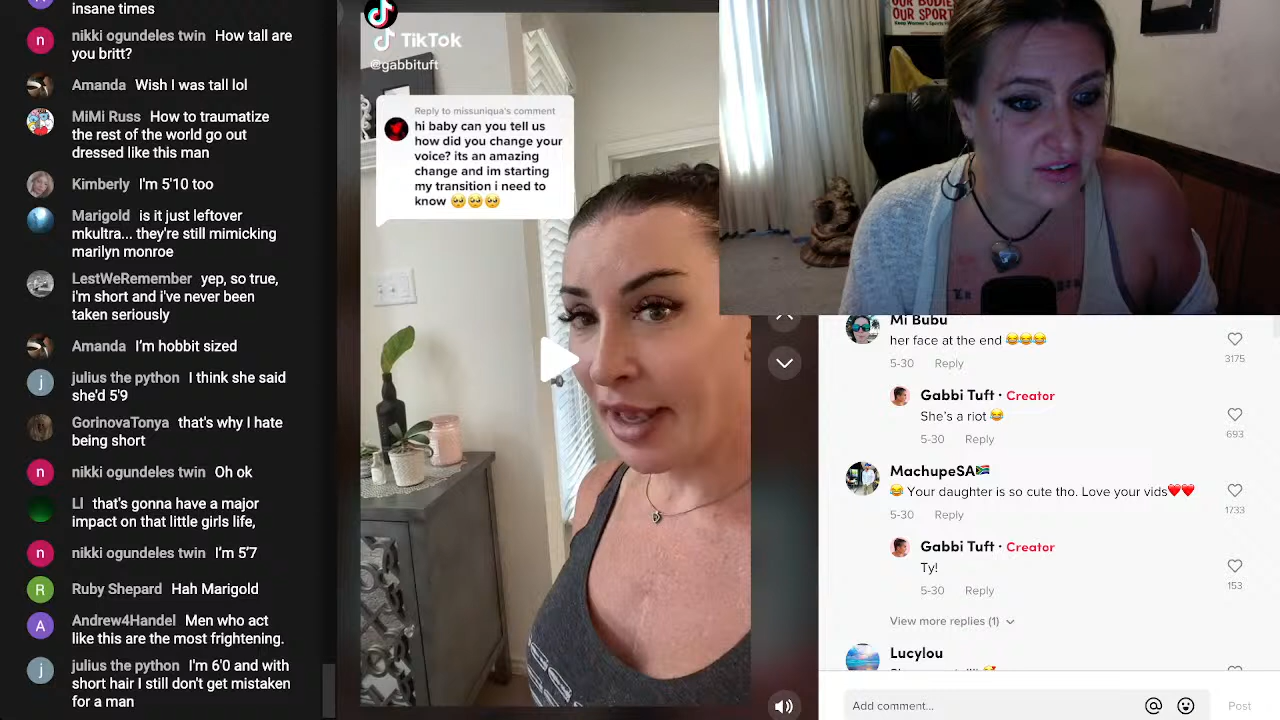 insane times
nikki ogundeles twin How tall are
you britt?
Amanda Wish I was tall lol
MiMi Russ How to traumatize
the rest of the world go out
dressed like this man
Kimberly I'm 5'10 too
Marigold is it just leftover
mkultra... they're still mimicking
marilyn monroe
LestWeRemember yep, so true,
i'm short and i've never been
taken seriously
Amanda I'm hobbit sized
j
julius the python I think she said
she'd 5'9
GorinovaTonya that's why I hate
being short
n
nikki ogundeles twin Oh ok
LI that's gonna have a major
impact on that little girls life,
n
nikki ogundeles twin I'm 5'7
R
Ruby Shepard Hah Marigold
A
Andrew4Handel Men who act
like this are the most frightening.
j
julius the python I'm 6'0 and with
short hair I still don't get mistaken
for a man
TikTok
@gabbituft
Reply to missuniqua's comment
hi baby can you tell us
how did you change your
voice? its an amazing
change and im starting
my transition i need to
know 🥺🥺🥺
OUR BODIES
OUR SPORT
Mi Bubu
her face at the end 😂😂😂
5-30 Reply
3175
Gabbi Tuft · Creator
She's a riot 😂
5-30 Reply
693
MachupeSA🇿🇦
😂 Your daughter is so cute tho. Love your vids❤️❤️
5-30 Reply
1733
Gabbi Tuft · Creator
Ty!
5-30 Reply
153
View more replies (1)
Lucylou
Add comment...
@
Post